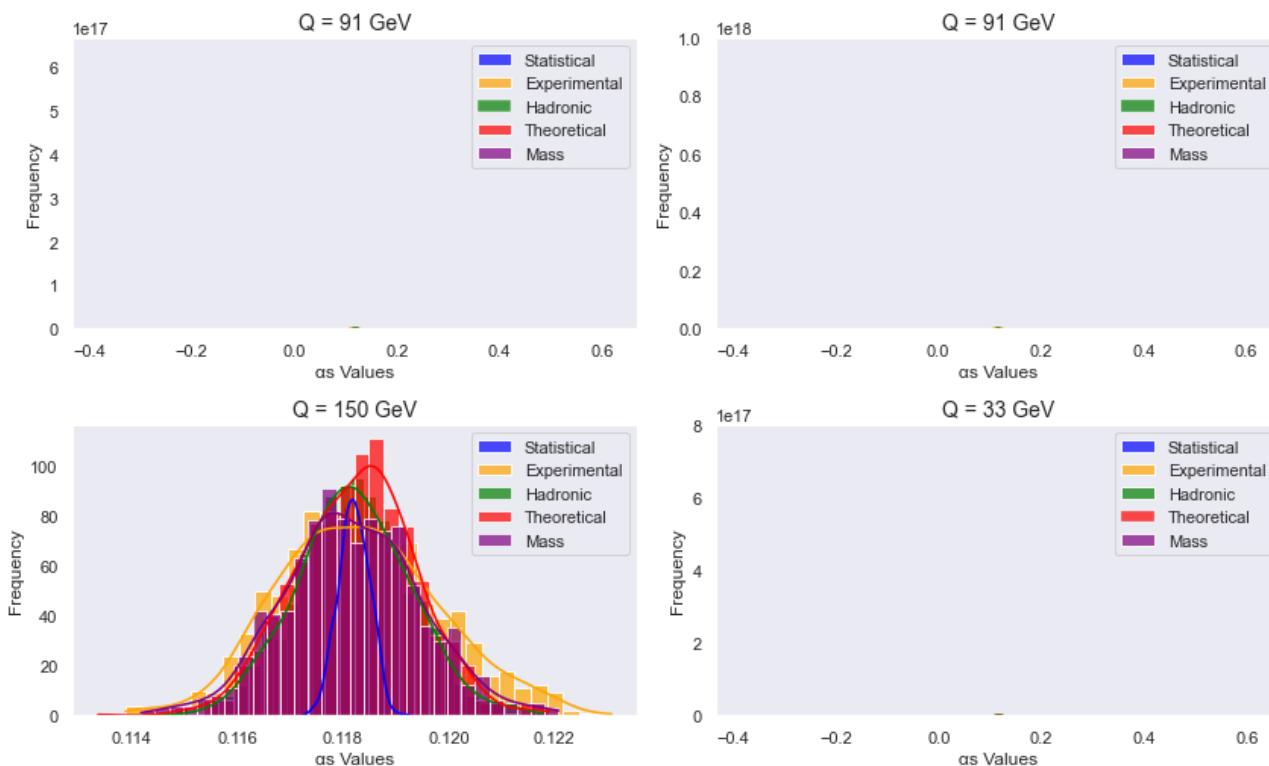 1e17
Q = 91 GeV
Frequency
6
5
4
3
2
1
0
Statistical
Experimental
Hadronic
Theoretical
Mass
−0.4 −0.2 0.0 0.2 0.4 0.6
αs Values
1e18
Q = 91 GeV
Frequency
1.0
0.8
0.6
0.4
0.2
0.0
Statistical
Experimental
Hadronic
Theoretical
Mass
−0.4 −0.2 0.0 0.2 0.4 0.6
αs Values
Q = 150 GeV
Frequency
100
80
60
40
20
0
Statistical
Experimental
Hadronic
Theoretical
Mass
0.114 0.116 0.118 0.120 0.122
αs Values
1e17
Q = 33 GeV
Frequency
8
6
4
2
0
Statistical
Experimental
Hadronic
Theoretical
Mass
−0.4 −0.2 0.0 0.2 0.4 0.6
αs Values